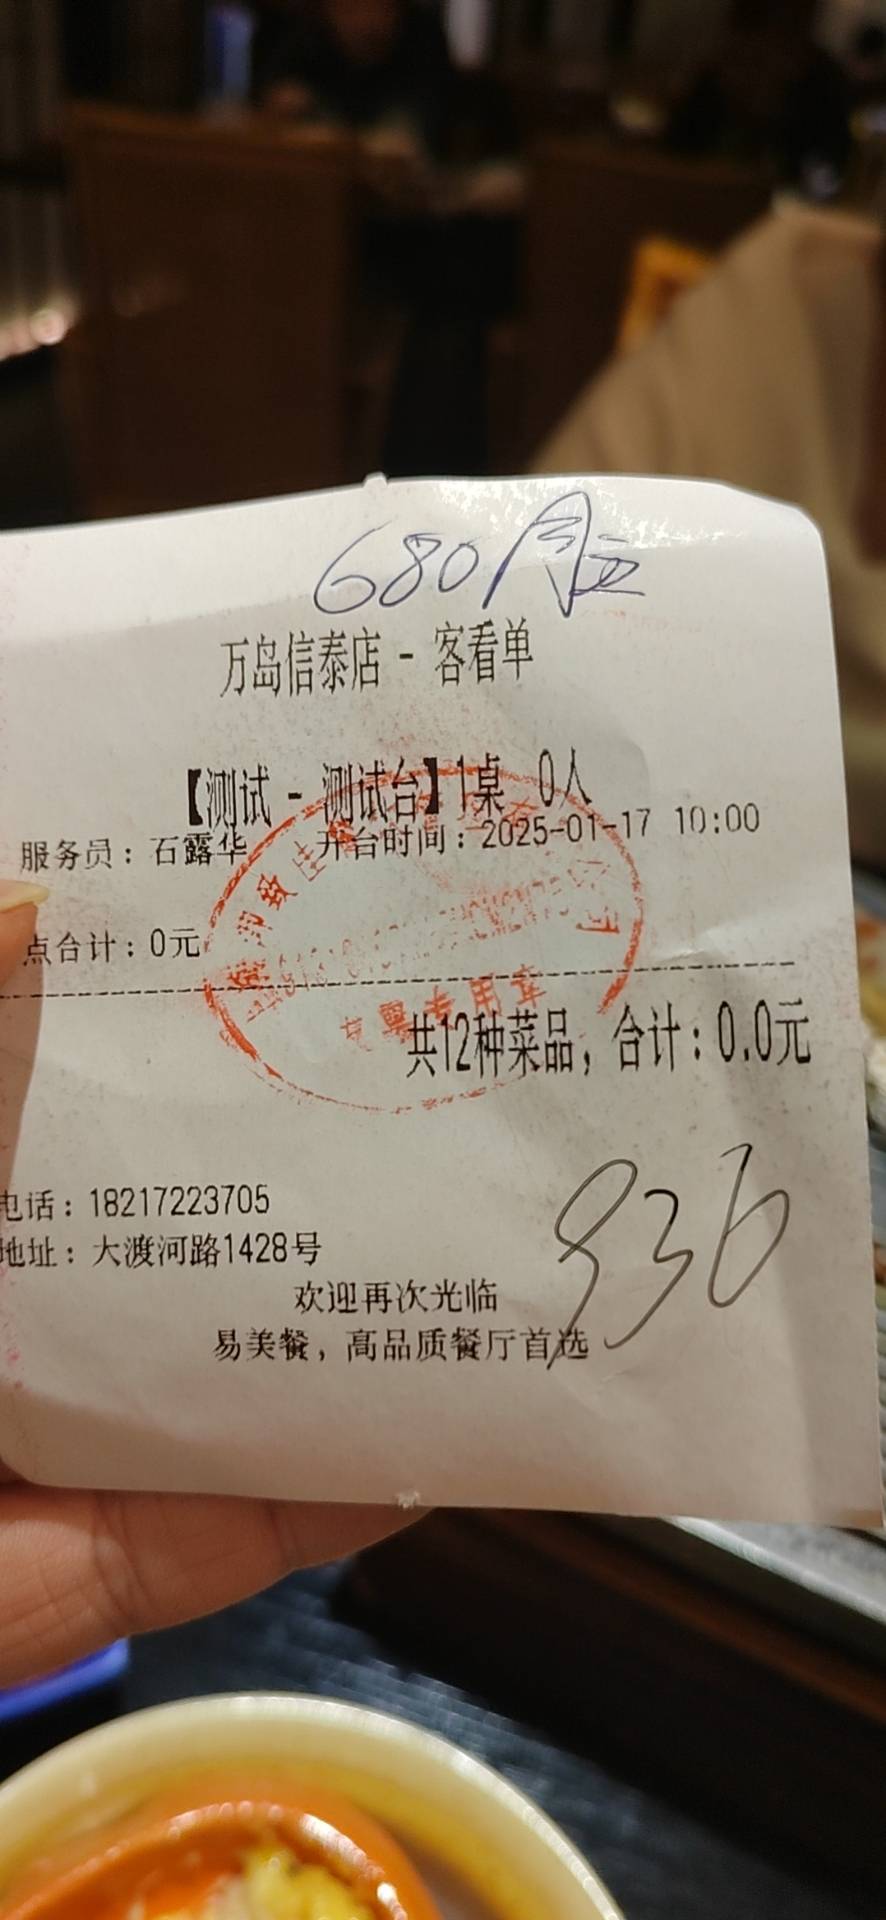 680
万岛信泰店 - 客看单
【测试 - 测试台】1桌 0人
服务员：石露华 开台时间：2025-01-17 10:00
点合计：0元
专用章
共12种菜品，合计：0.0元
电话：18217223705
地址：大渡河路1428号
936
欢迎再次光临
易美餐，高品质餐厅首选